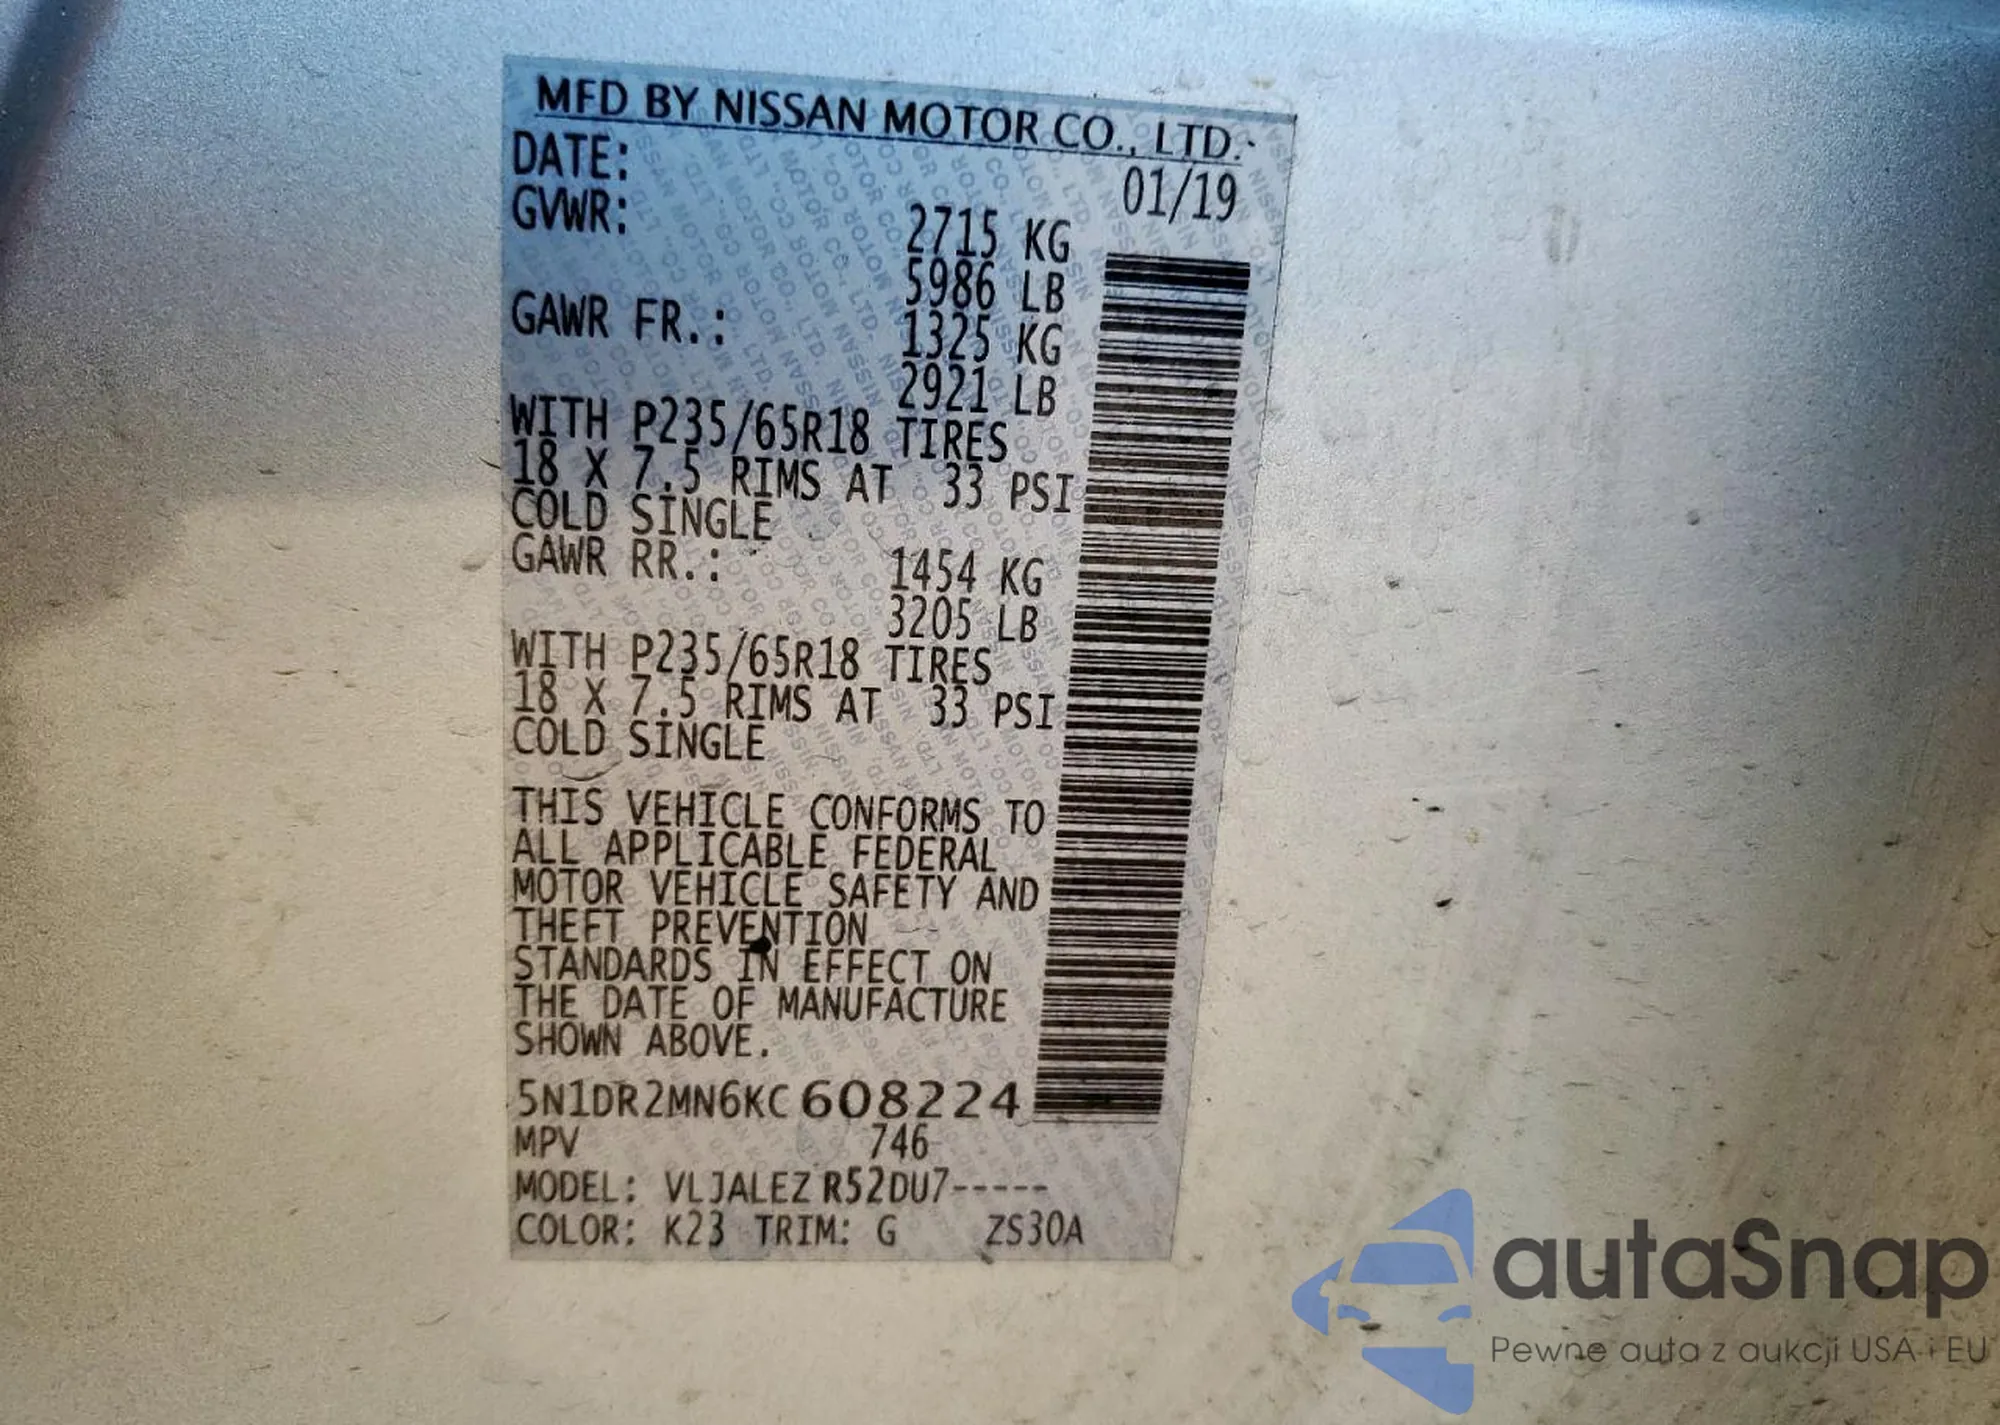 MFD BY NISSAN MOTOR CO., LTD.
DATE: 01/19
GVWR: 2715 KG
5986 LB
GAWR FR.: 1325 KG
2921 LB
WITH P235/65R18 TIRES
18 X 7.5 RIMS AT 33 PSI
COLD SINGLE
GAWR RR.: 1454 KG
3205 LB
WITH P235/65R18 TIRES
18 X 7.5 RIMS AT 33 PSI
COLD SINGLE
THIS VEHICLE CONFORMS TO
ALL APPLICABLE FEDERAL
MOTOR VEHICLE SAFETY AND
THEFT PREVENTION
STANDARDS IN EFFECT ON
THE DATE OF MANUFACTURE
SHOWN ABOVE.
5N1DR2MN6KC608224
MPV 746
MODEL: VLJALEZ R52DU7-----
COLOR: K23 TRIM: G ZS30A
autaSnap
Pewne auta z aukcji USA i EU